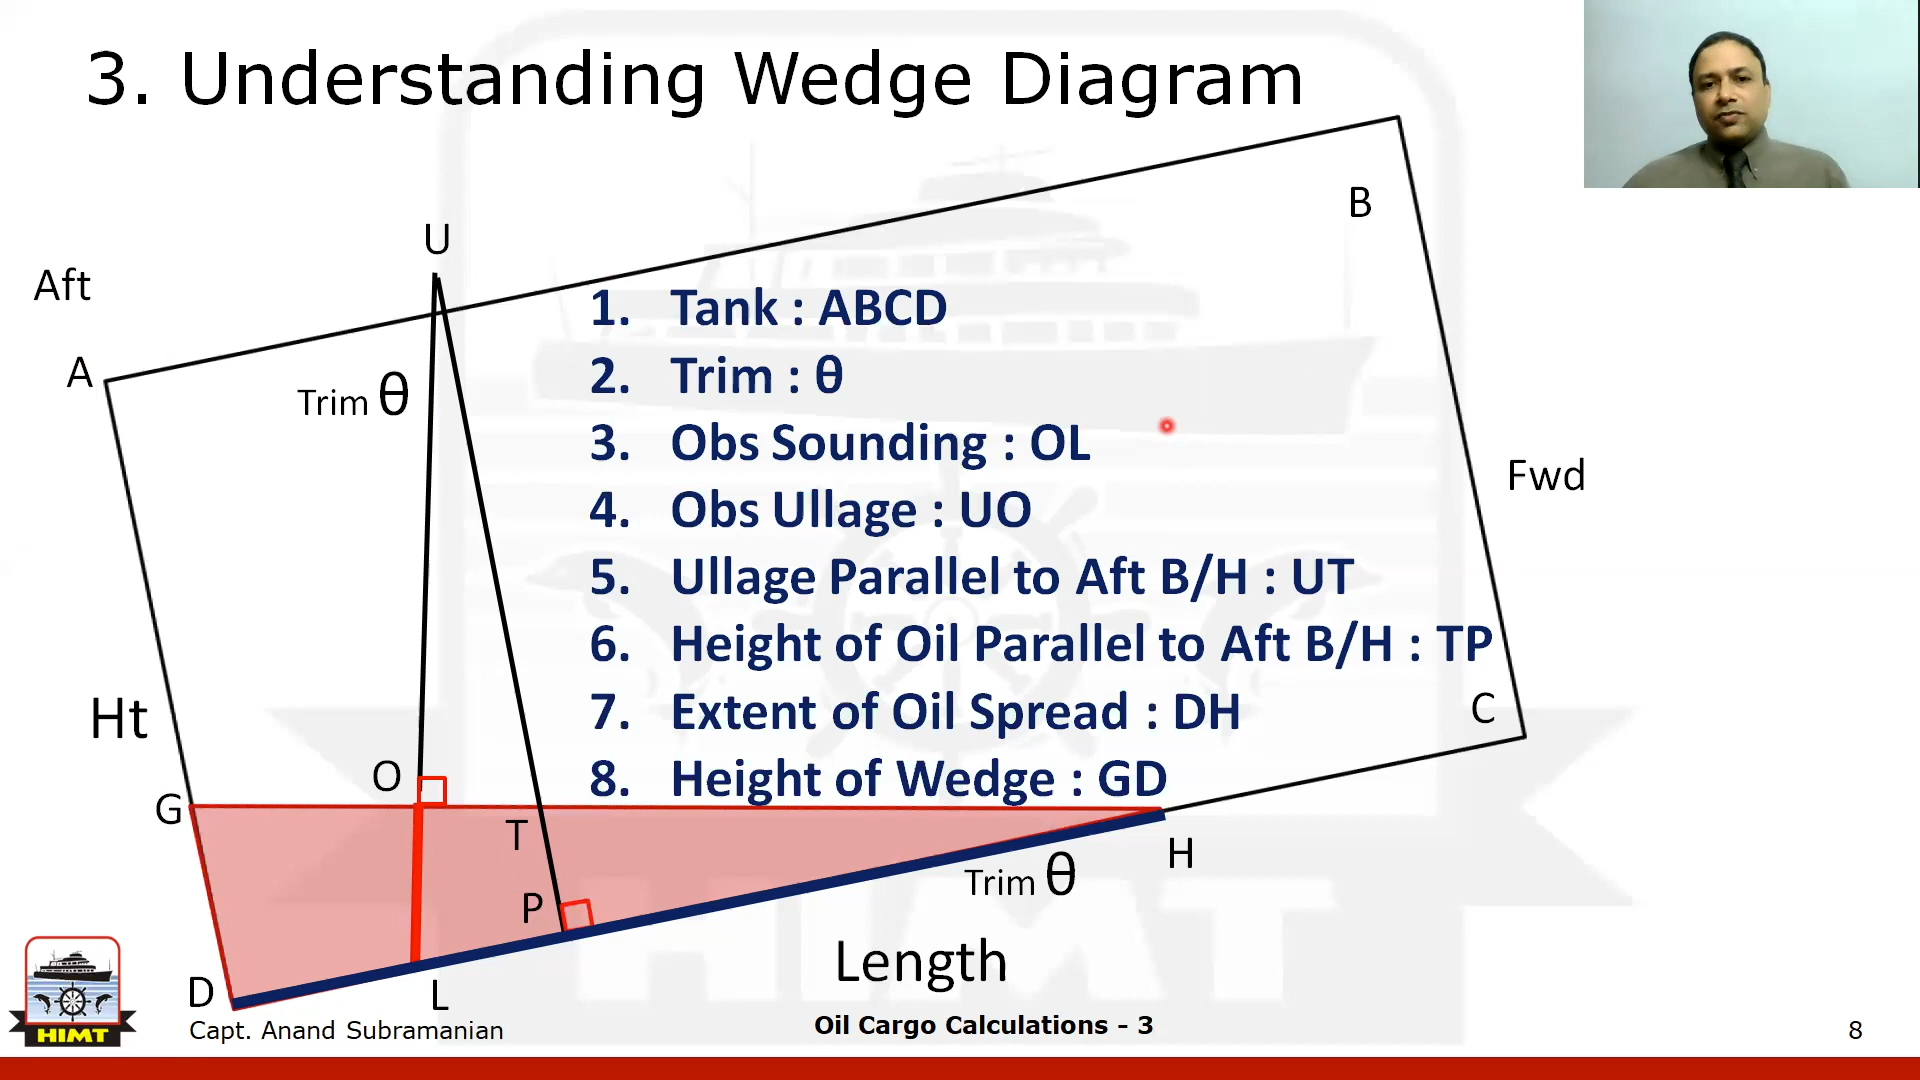 3. Understanding Wedge Diagram
B
U
Aft
A
Trim θ
1. Tank : ABCD
2. Trim : θ
3. Obs Sounding : OL
4. Obs Ullage : UO
5. Ullage Parallel to Aft B/H : UT
6. Height of Oil Parallel to Aft B/H : TP
7. Extent of Oil Spread : DH
8. Height of Wedge : GD
Fwd
C
Ht
O
G
T
H
Trim θ
P
Length
D
L
HIMT
HIMT
Capt. Anand Subramanian
Oil Cargo Calculations - 3
8